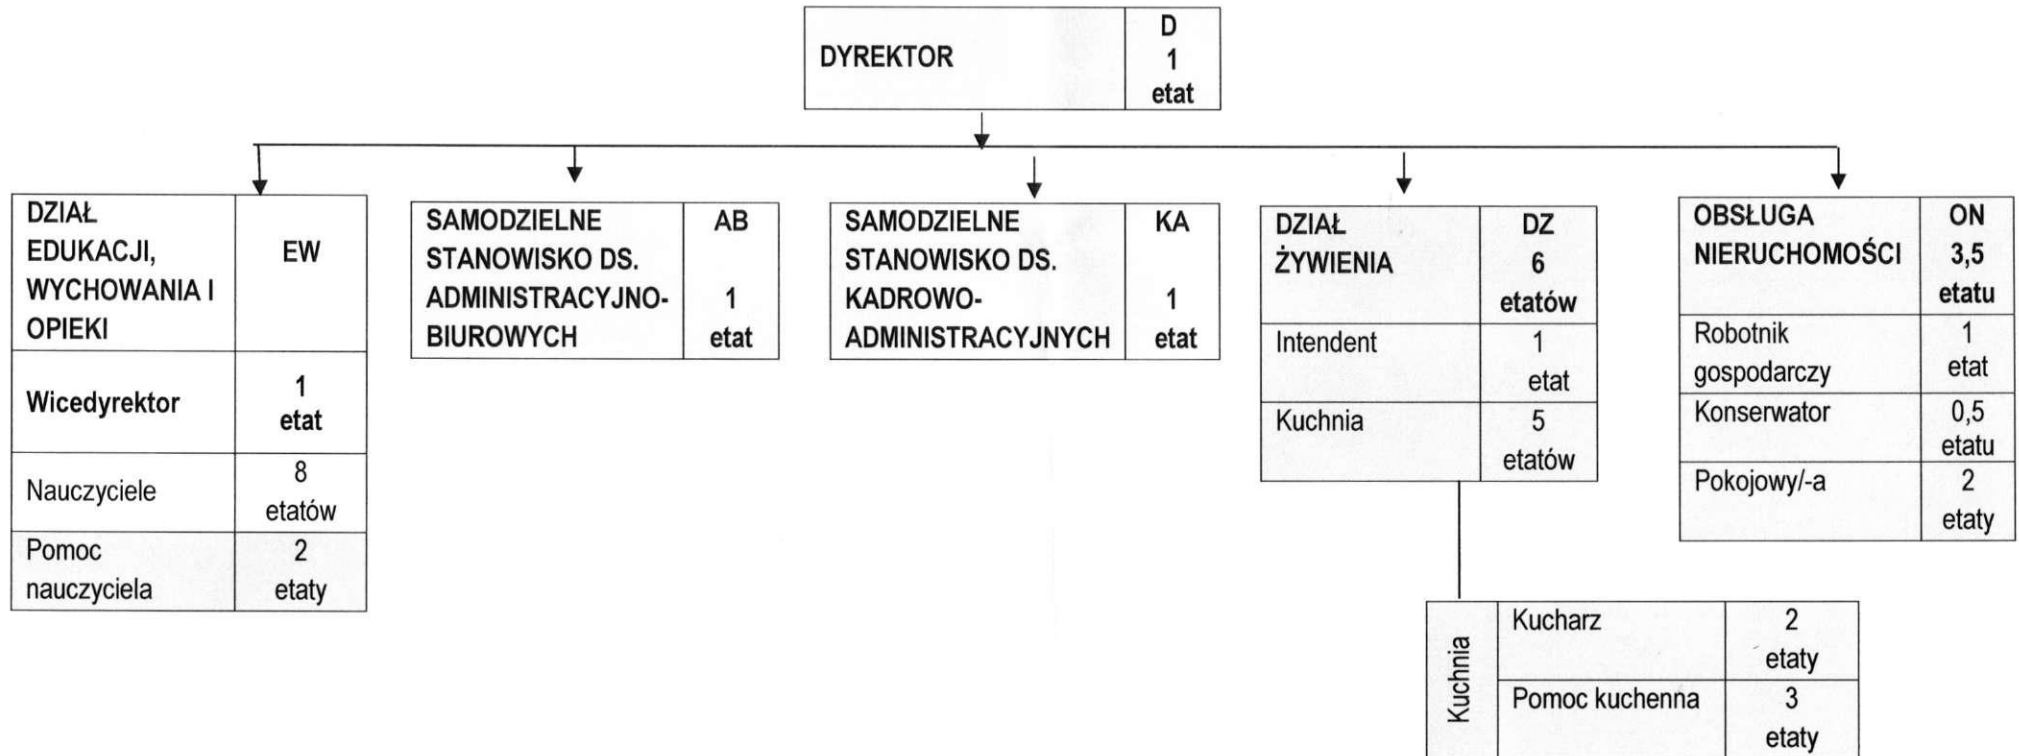 DYREKTOR
D
1
etat
DZIAŁ
EDUKACJI,
WYCHOWANIA I
OPIEKI
EW
Wicedyrektor
1
etat
Nauczyciele
8
etatów
Pomoc
nauczyciela
2
etaty
SAMODZIELNE
STANOWISKO DS.
ADMINISTRACYJNO-
BIUROWYCH
AB
1
etat
SAMODZIELNE
STANOWISKO DS.
KADROWO-
ADMINISTRACYJNYCH
KA
1
etat
DZIAŁ
ŻYWIENIA
DZ
6
etatów
Intendent
1
etat
Kuchnia
5
etatów
OBSŁUGA
NIERUCHOMOŚCI
ON
3,5
etatu
Robotnik
gospodarczy
1
etat
Konserwator
0,5
etatu
Pokojowy/-a
2
etaty
Kuchnia
Kucharz
2
etaty
Pomoc kuchenna
3
etaty